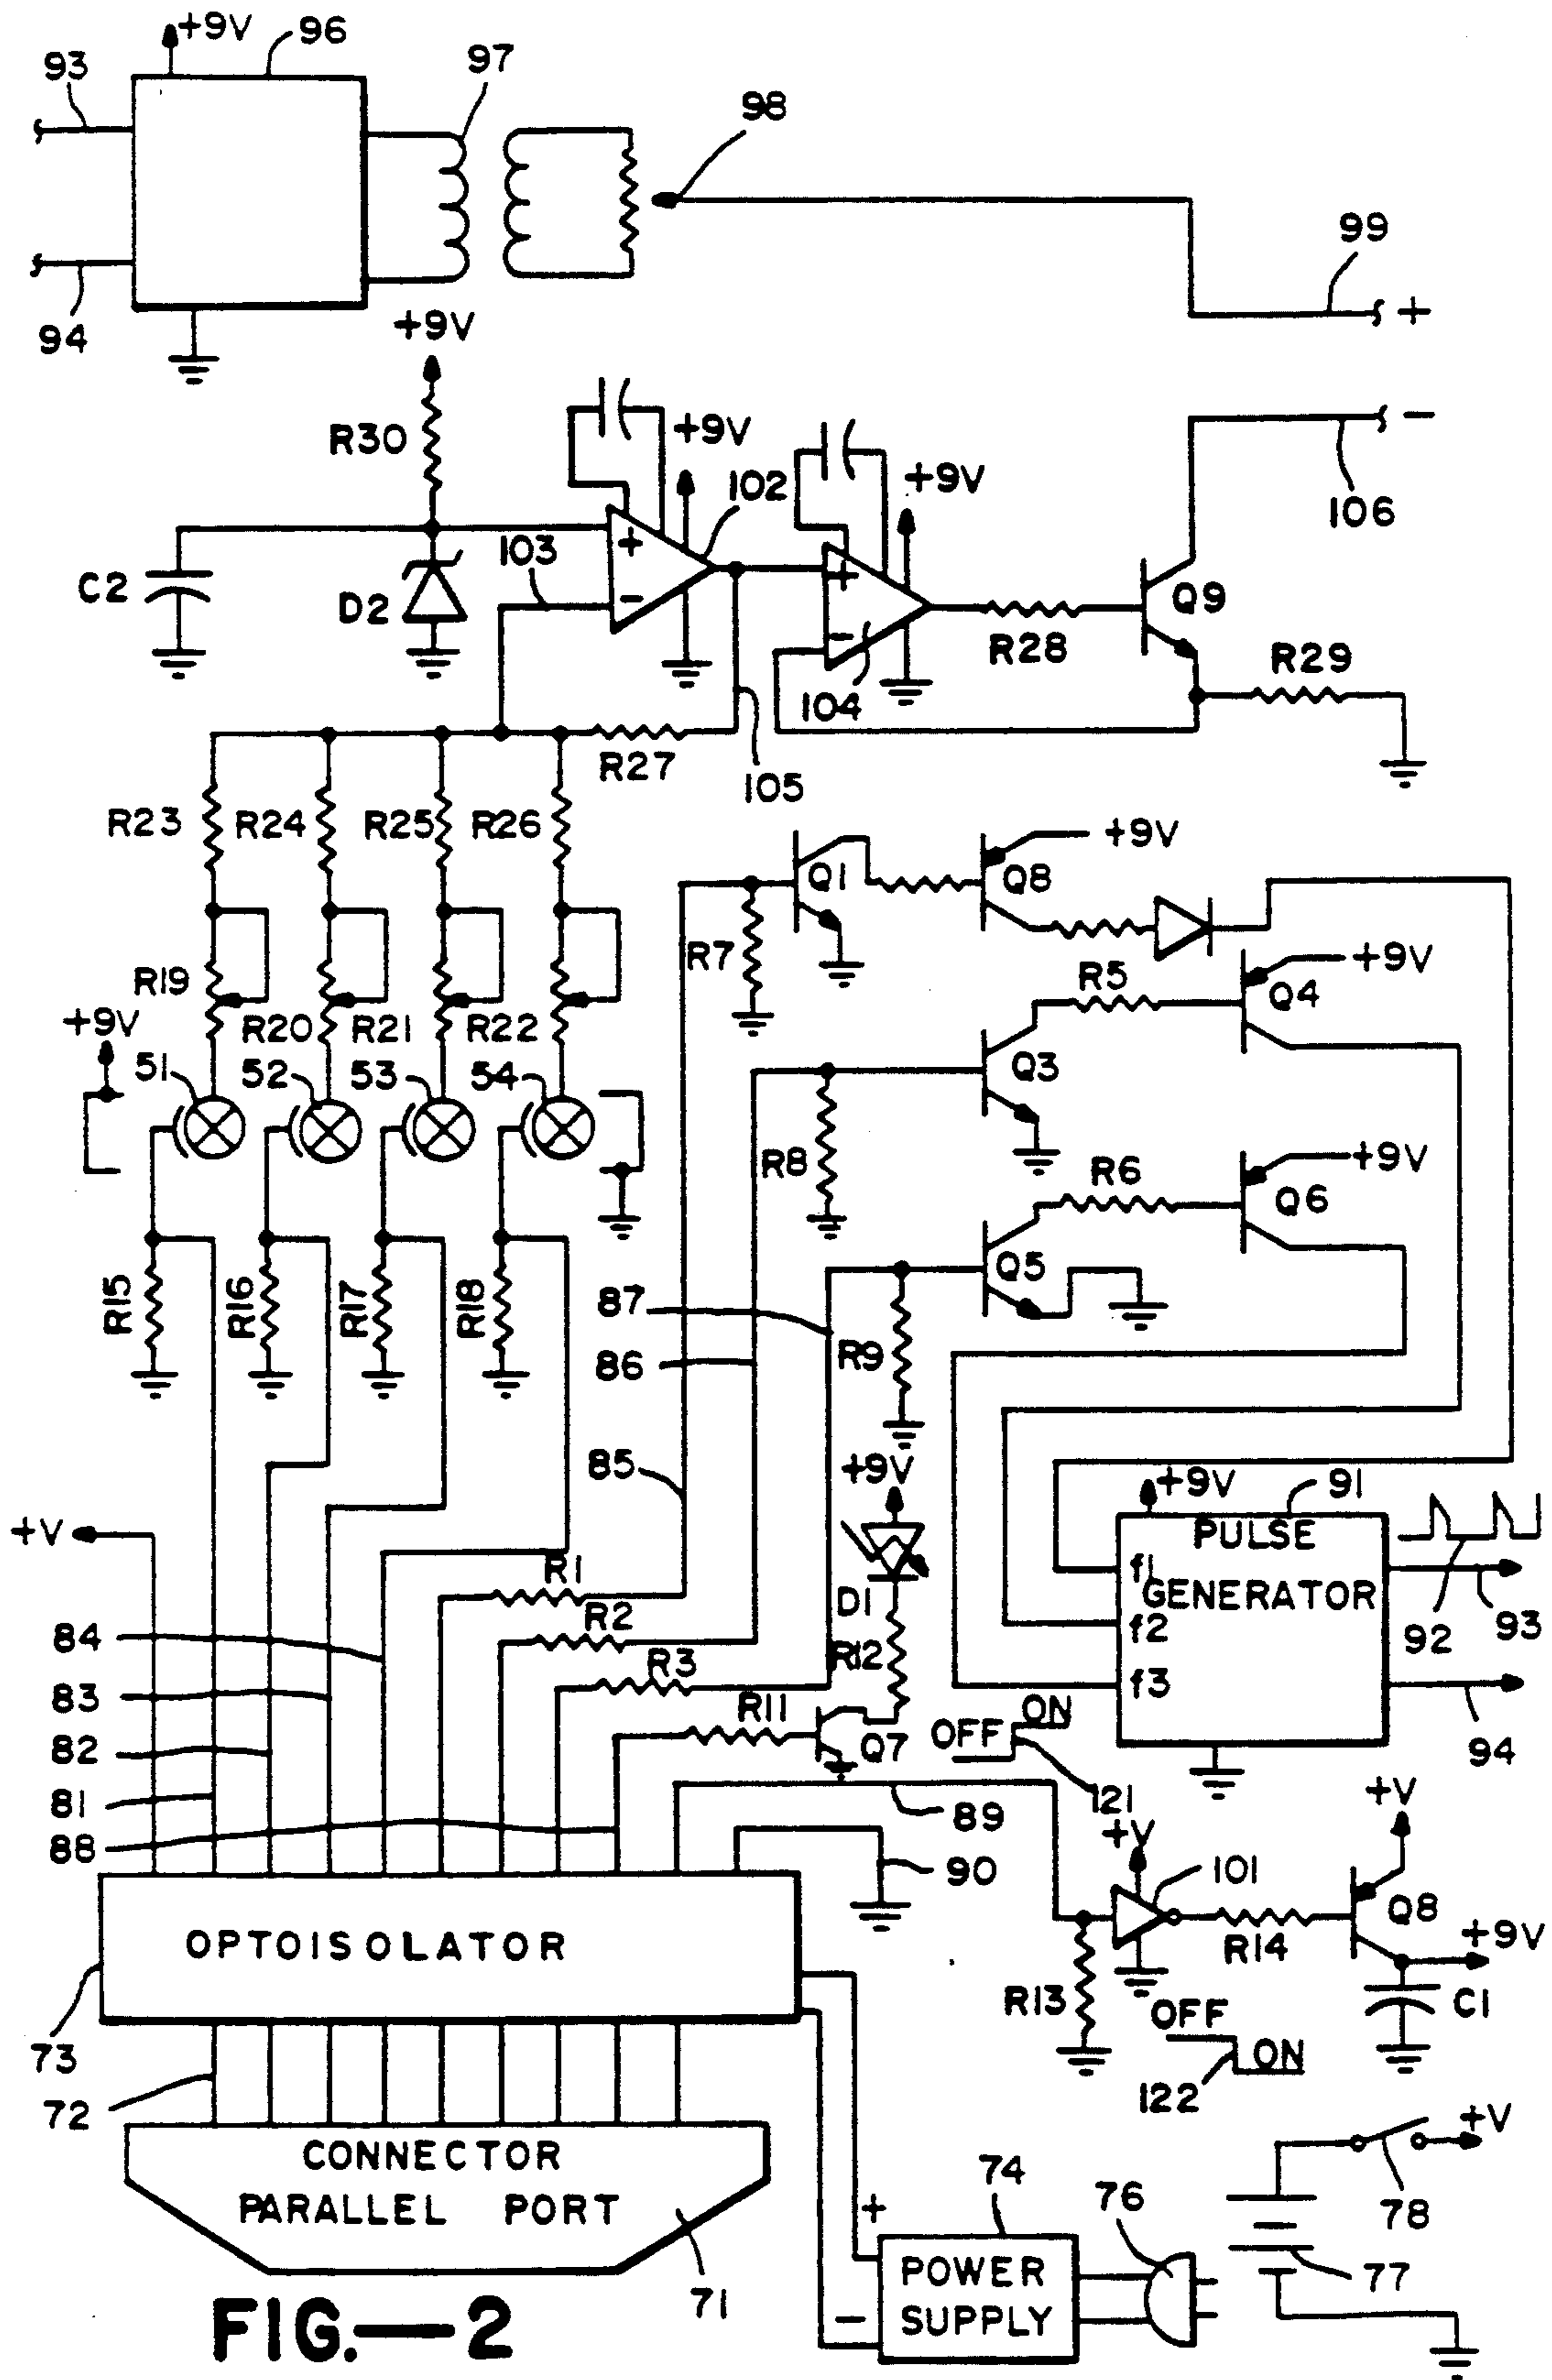 +9V 96
93
97
98
94
99
+
+9V
R30
+9V
102
+9V
106
−
C2
D2
103
+
−
+
−
104
R28
Q9
R29
R27
105
R23 R24 R25 R26
Q1
Q8
+9V
R7
R19
R20 R21 R22
R5
Q4
+9V
+9V
51 52 53 54
Q3
R8
R6
Q6
+9V
Q5
R15 R16 R17 R18
87
86
R9
85
+9V
+9V 91
PULSE
GENERATOR
f1
f2
f3
92
93
94
+V
R1
D1
R2
R12
84
R3
83
R11
Q7
OFF ON
121
82
81
88
89
90
+V
101
+V
Q8
R14
+9V
R13
C1
OPTOISOLATOR
73
OFF
ON
122
72
CONNECTOR
PARALLEL PORT
71
74
76
78
+V
77
+
−
POWER
SUPPLY
FIG.—2